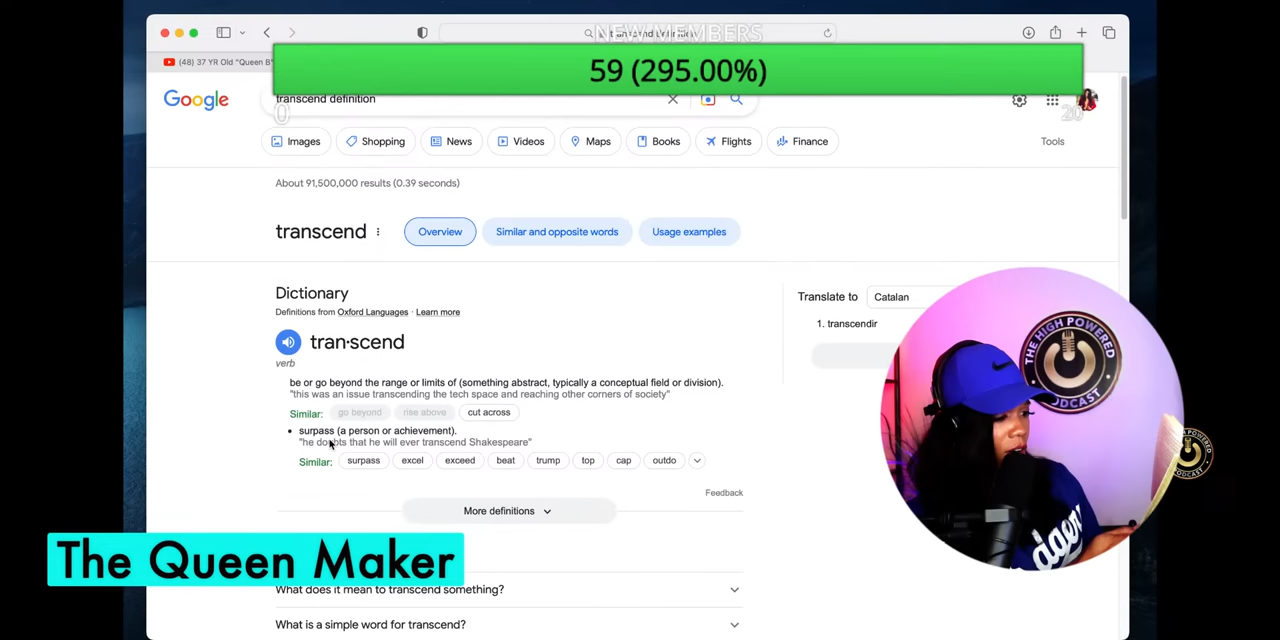 NEW MEMBERS
59 (295.00%)
0
20
(48) 37 YR Old "Queen B"
Google
transcend definition
Images
Shopping
News
Videos
Maps
Books
Flights
Finance
Tools
About 91,500,000 results (0.39 seconds)
transcend
Overview
Similar and opposite words
Usage examples
Dictionary
Definitions from Oxford Languages · Learn more
tran·scend
verb
be or go beyond the range or limits of (something abstract, typically a conceptual field or division).
"this was an issue transcending the tech space and reaching other corners of society"
Similar: go beyond rise above cut across
surpass (a person or achievement).
"he doubts that he will ever transcend Shakespeare"
Similar: surpass excel exceed beat trump top cap outdo
Feedback
More definitions
Translate to Catalan
1. transcendir
THE HIGH POWERED
PODCAST
The Queen Maker
What does it mean to transcend something?
What is a simple word for transcend?